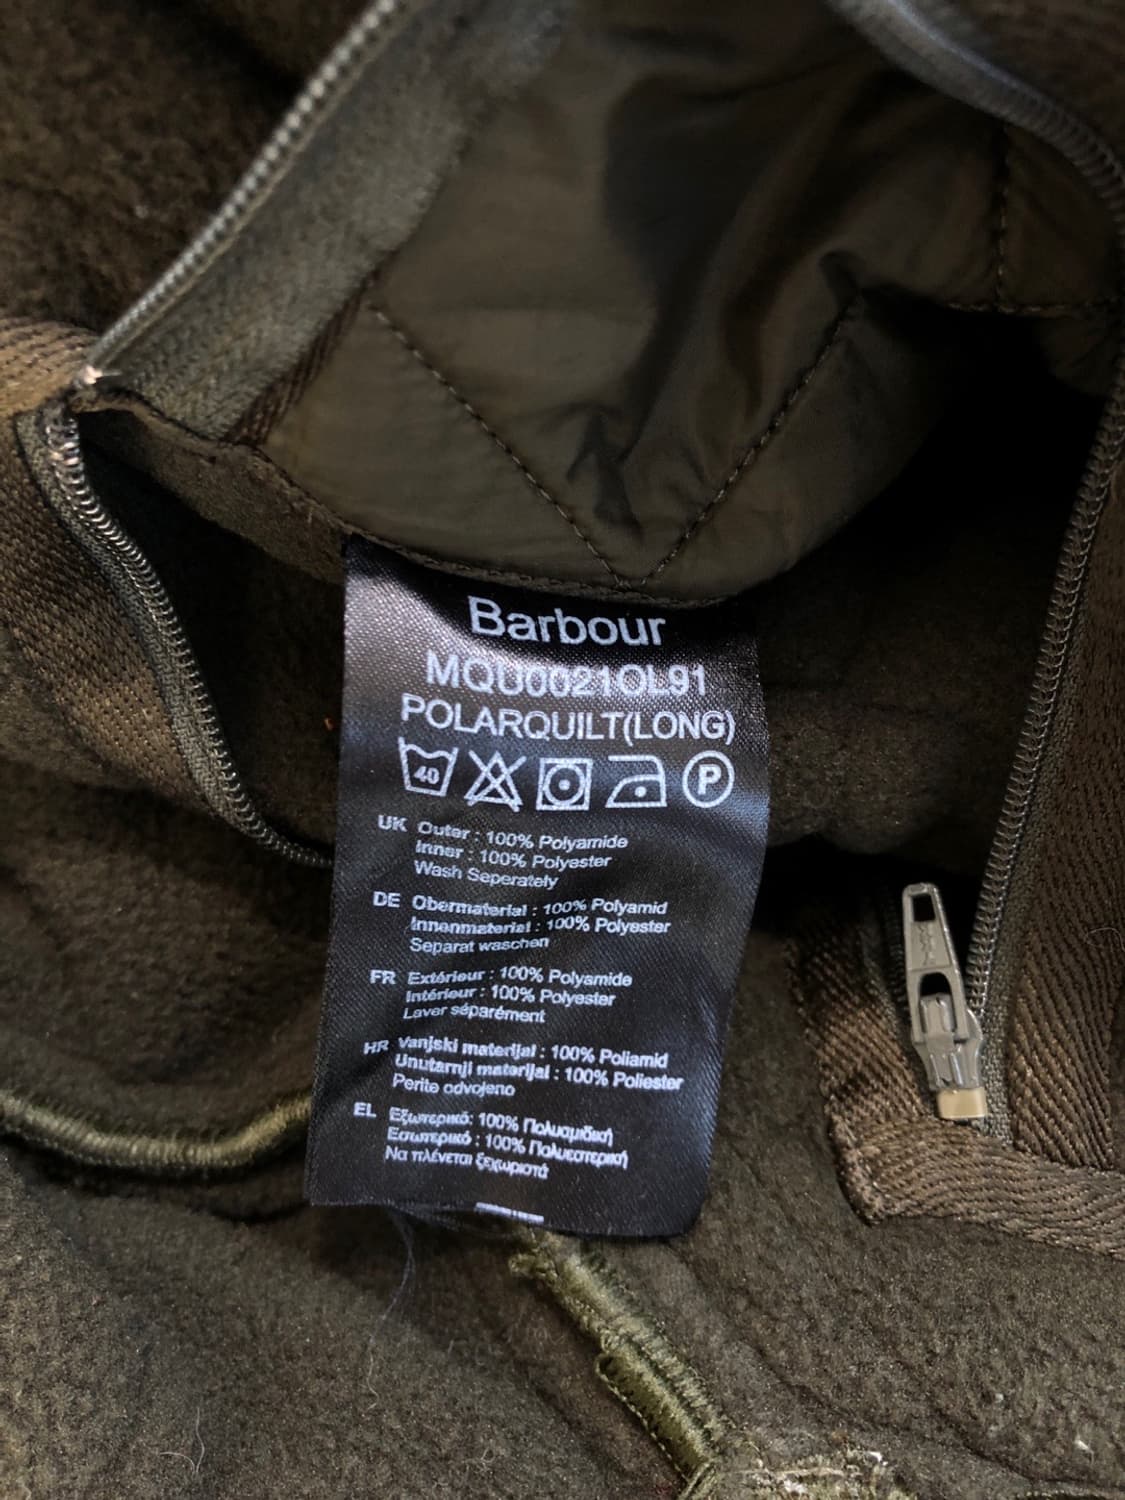 Barbour
MQU0021OL91
POLARQUILT(LONG)
40 P
UK Outer : 100% Polyamide
Inner : 100% Polyester
Wash Seperately
DE Obermaterial : 100% Polyamid
Innenmaterial : 100% Polyester
Separat waschen
FR Extérieur : 100% Polyamide
Intérieur : 100% Polyester
Laver séparément
HR Vanjski materijal : 100% Poliamid
Unutarnji materijal : 100% Poliester
Perite odvojeno
EL Εξωτερικό: 100% Πολυαμιδική
Εσωτερικό : 100% Πολυεστερική
Να πλένεται ξεχωριστά
YKK